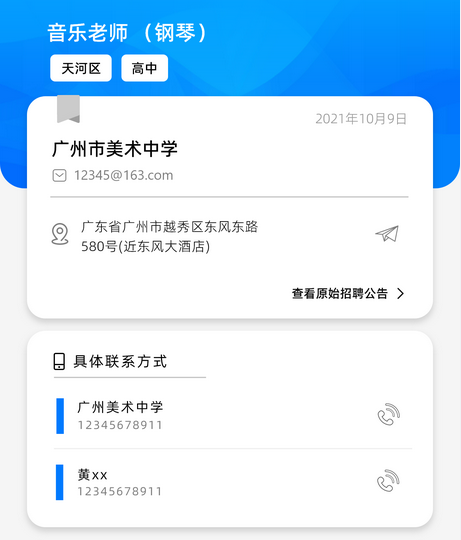 音乐老师 （钢琴）
天河区 高中
2021年10月9日
广州市美术中学
12345@163.com
广东省广州市越秀区东风东路
580号(近东风大酒店)
查看原始招聘公告
具体联系方式
广州美术中学
12345678911
黄xx
12345678911